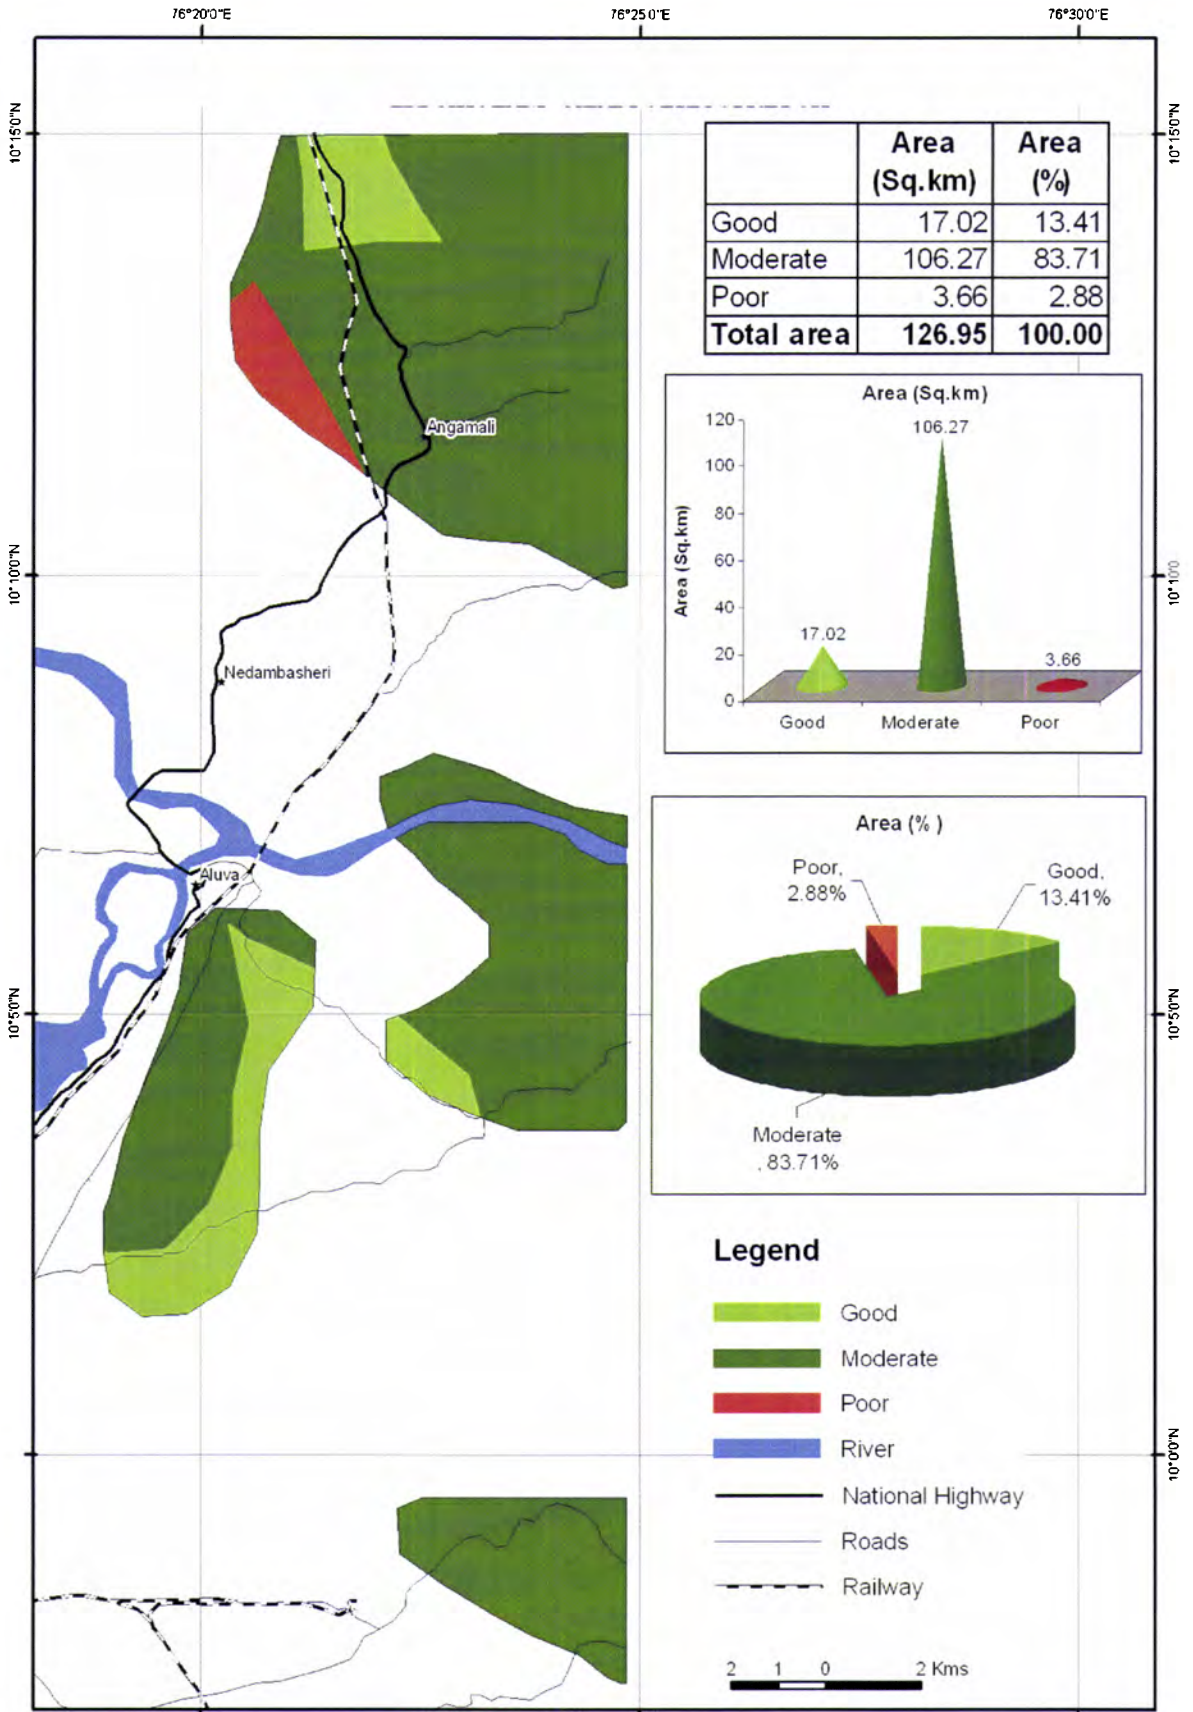 76°20'0"E
76°25'0"E
76°30'0"E
10°15'0"N
10°15'0"N
Area (Sq.km) Area (%)
Good 17.02 13.41
Moderate 106.27 83.71
Poor 3.66 2.88
Total area 126.95 100.00
Angamali
Area (Sq.km)
120
100
80
60
40
20
0
Area (Sq.km)
17.02
106.27
3.66
Good
Moderate
Poor
10°10'0"N
10°10'0
Nedambasheri
Aluva
Area (% )
Poor, 2.88%
Good, 13.41%
Moderate , 83.71%
10°5'0"N
10°5'0"N
Legend
Good
Moderate
Poor
River
National Highway
Roads
Railway
10°0'0"N
2 1 0 2 Kms